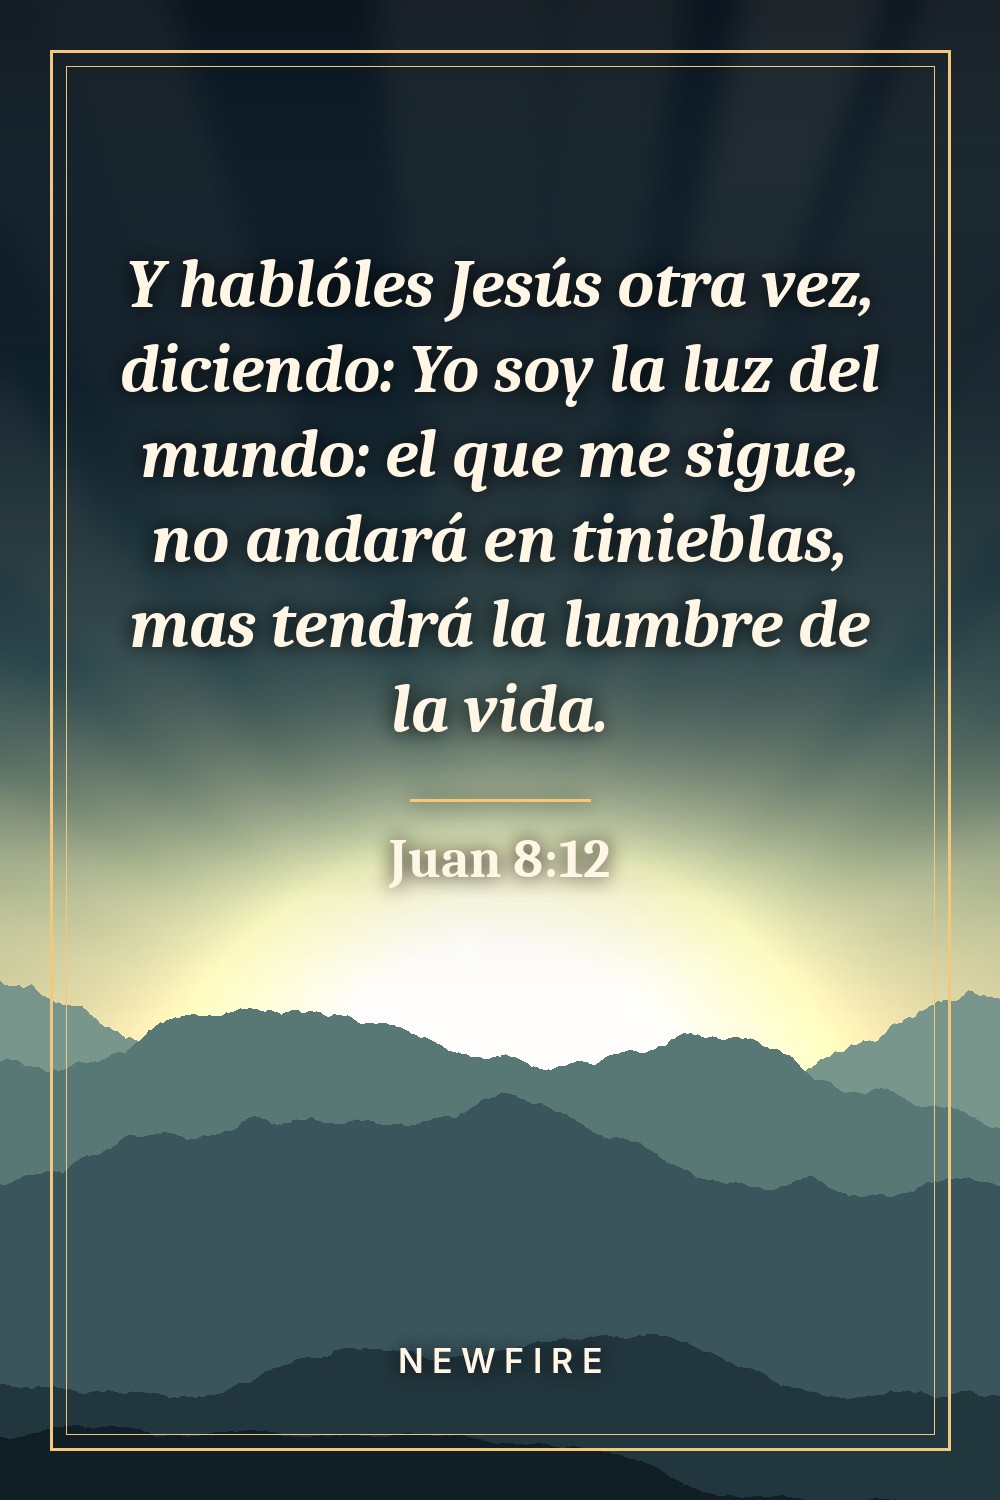 Y hablóles Jesús otra vez,
diciendo: Yo soy la luz del
mundo: el que me sigue,
no andará en tinieblas,
mas tendrá la lumbre de
la vida.
Juan 8:12
NEWFIRE